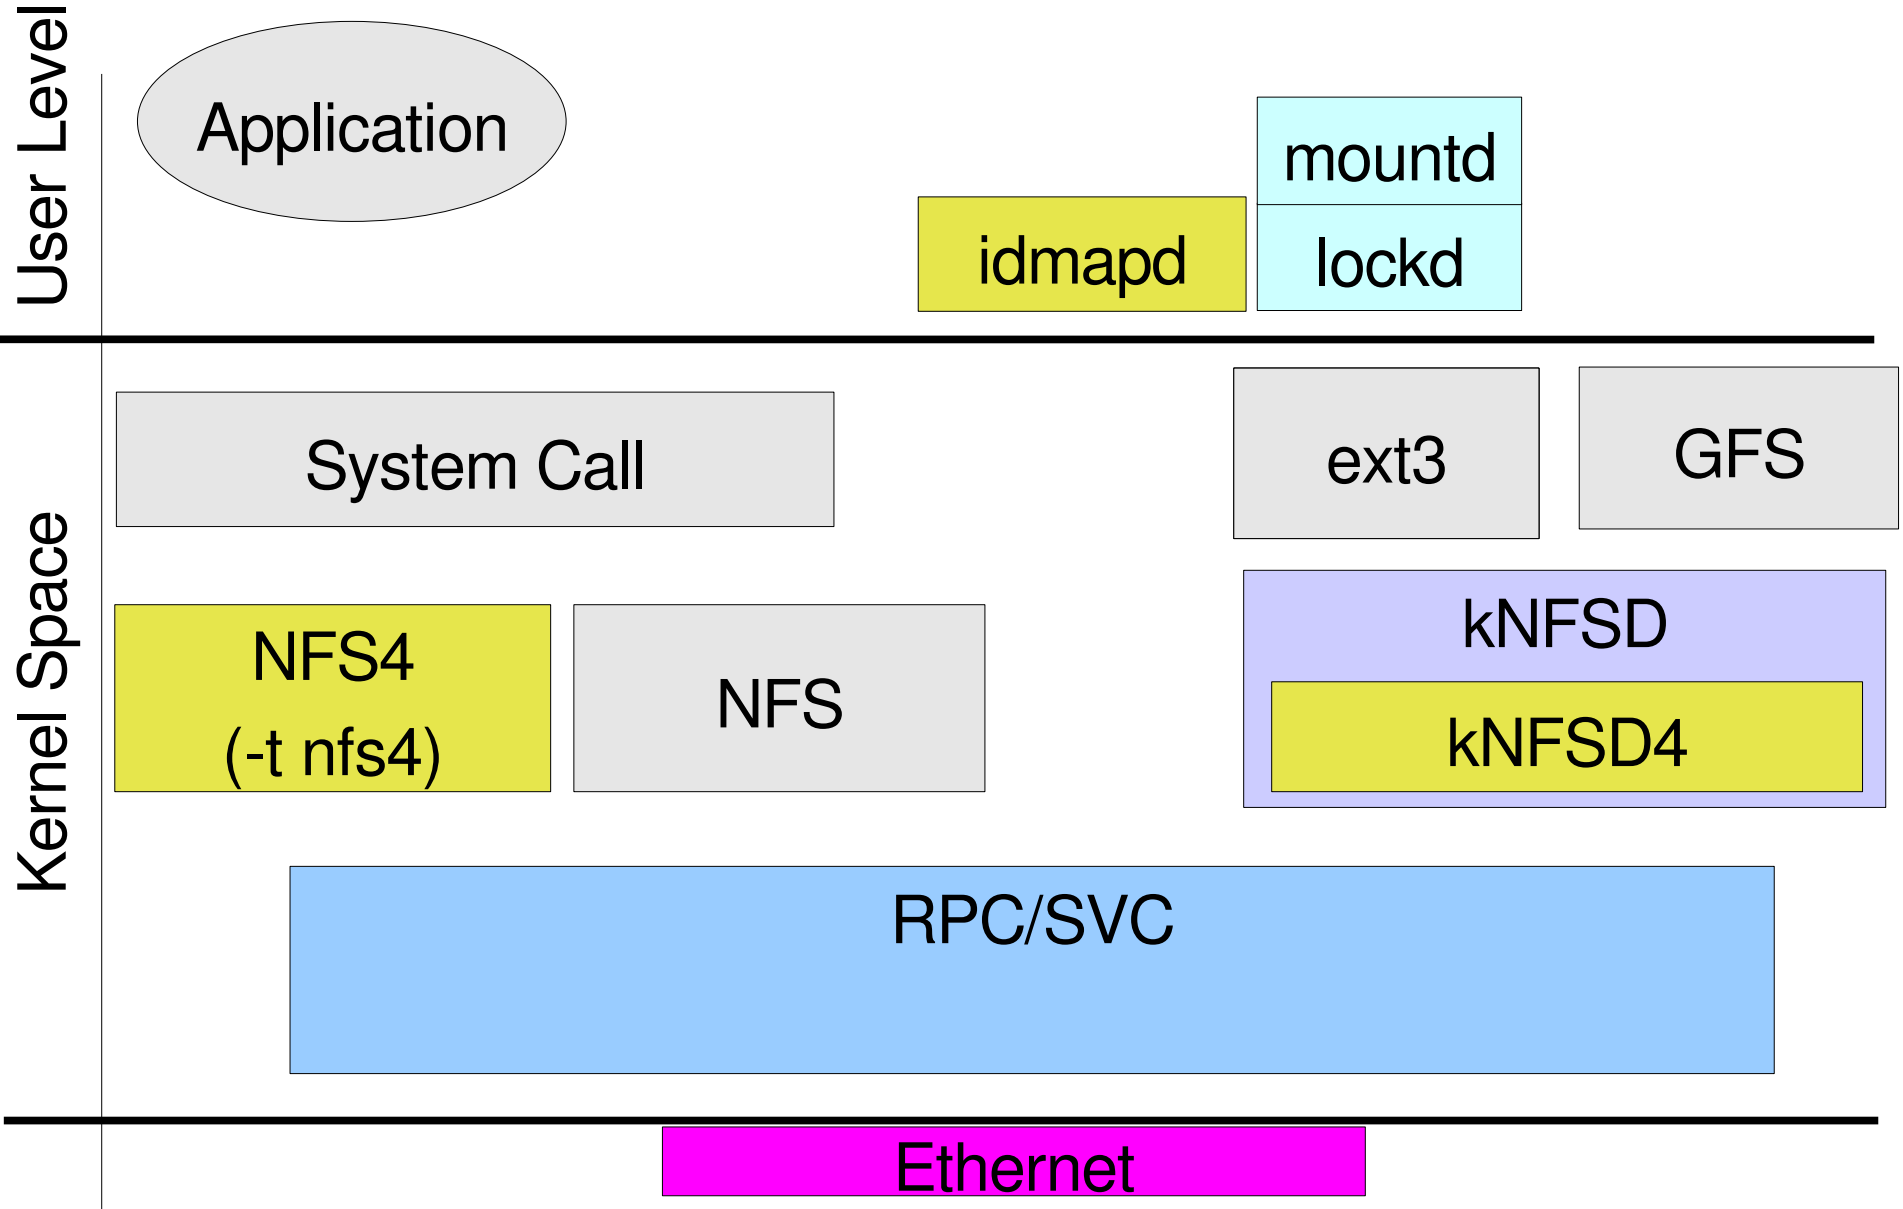 User Level
Application
mountd
idmapd
lockd
Kernel Space
System Call
ext3
GFS
NFS4
(-t nfs4)
NFS
kNFSD
kNFSD4
RPC/SVC
Ethernet